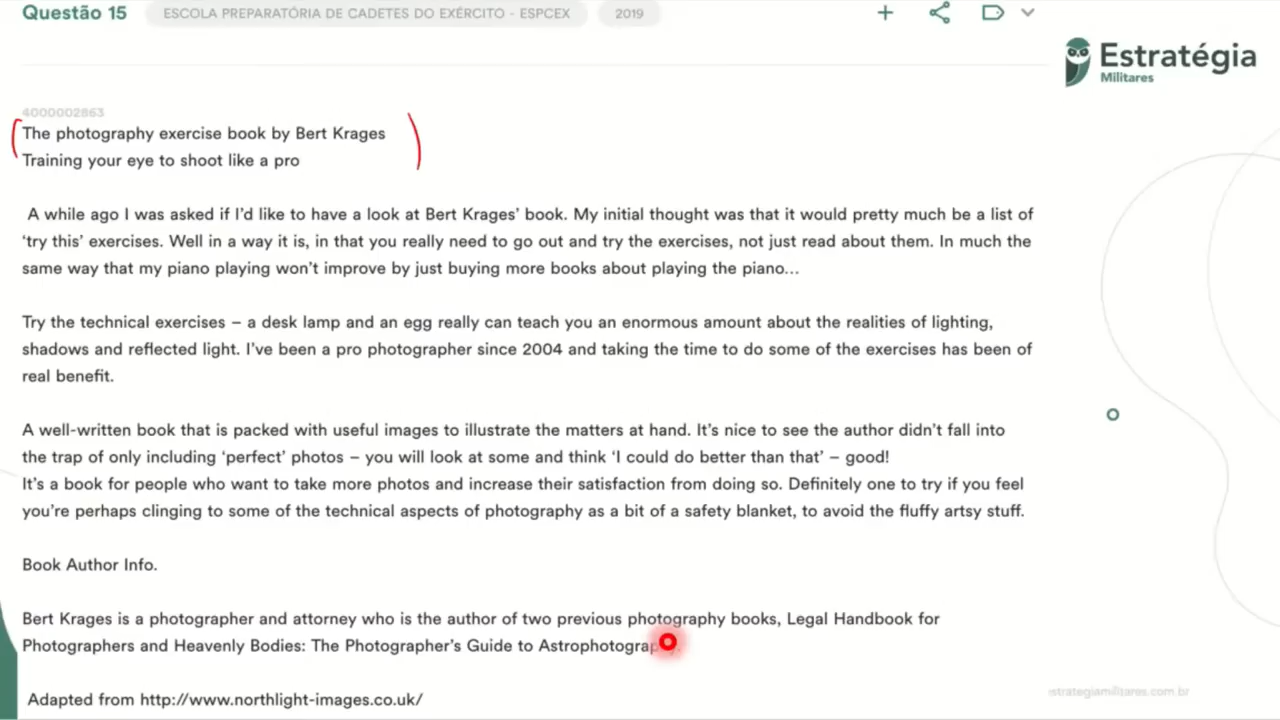 Questão 15 ESCOLA PREPARATÓRIA DE CADETES DO EXÉRCITO - ESPCEX 2019
Estratégia
Militares
4000002863
The photography exercise book by Bert Krages
Training your eye to shoot like a pro
A while ago I was asked if I’d like to have a look at Bert Krages’ book. My initial thought was that it would pretty much be a list of
‘try this’ exercises. Well in a way it is, in that you really need to go out and try the exercises, not just read about them. In much the
same way that my piano playing won’t improve by just buying more books about playing the piano...
Try the technical exercises – a desk lamp and an egg really can teach you an enormous amount about the realities of lighting,
shadows and reflected light. I’ve been a pro photographer since 2004 and taking the time to do some of the exercises has been of
real benefit.
A well-written book that is packed with useful images to illustrate the matters at hand. It’s nice to see the author didn’t fall into
the trap of only including ‘perfect’ photos – you will look at some and think ‘I could do better than that’ – good!
It’s a book for people who want to take more photos and increase their satisfaction from doing so. Definitely one to try if you feel
you’re perhaps clinging to some of the technical aspects of photography as a bit of a safety blanket, to avoid the fluffy artsy stuff.
Book Author Info.
Bert Krages is a photographer and attorney who is the author of two previous photography books, Legal Handbook for
Photographers and Heavenly Bodies: The Photographer’s Guide to Astrophotography.
Adapted from http://www.northlight-images.co.uk/
estrategiamilitares.com.br